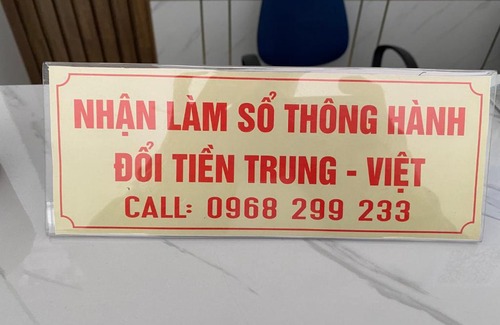 NHẬN LÀM SỔ THÔNG HÀNH
ĐỔI TIỀN TRUNG - VIỆT
CALL: 0968 299 233